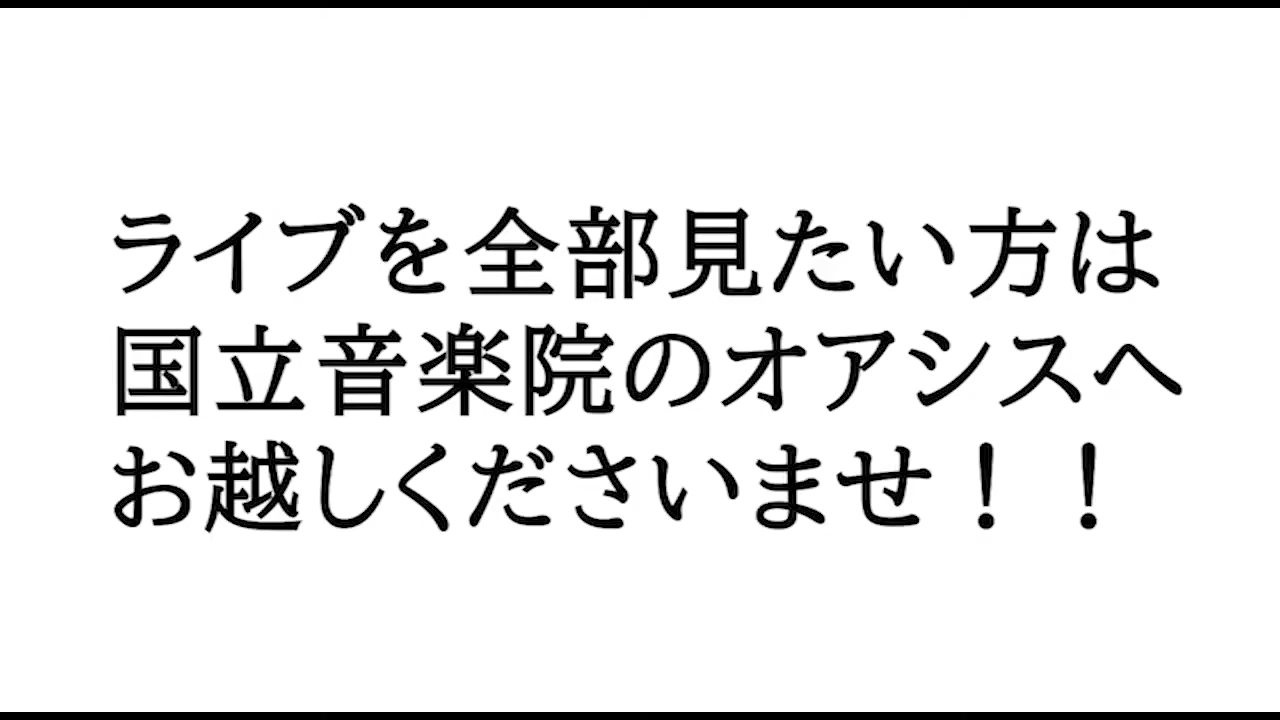 ライブを全部見たい方は
国立音楽院のオアシスへ
お越しくださいませ！！